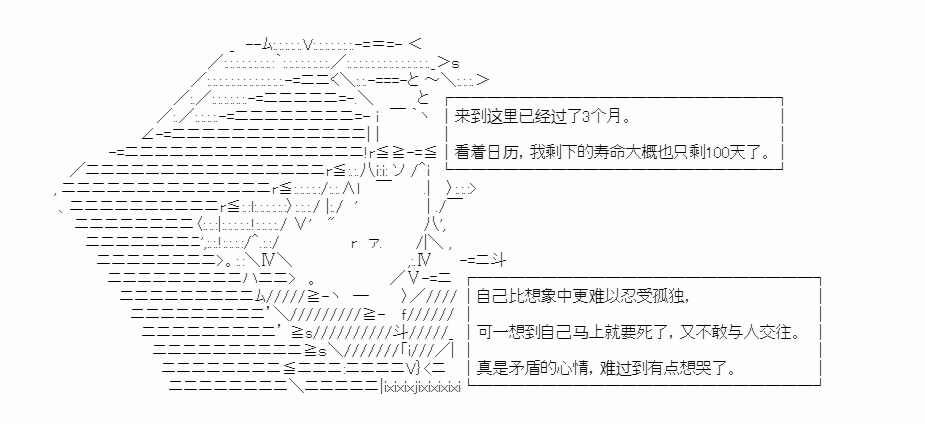 来到这里已经过了3个月。
看着日历，我剩下的寿命大概也只剩100天了。
自己比想象中更难以忍受孤独，
可一想到自己马上就要死了，又不敢与人交往。
真是矛盾的心情，难过到有点想哭了。